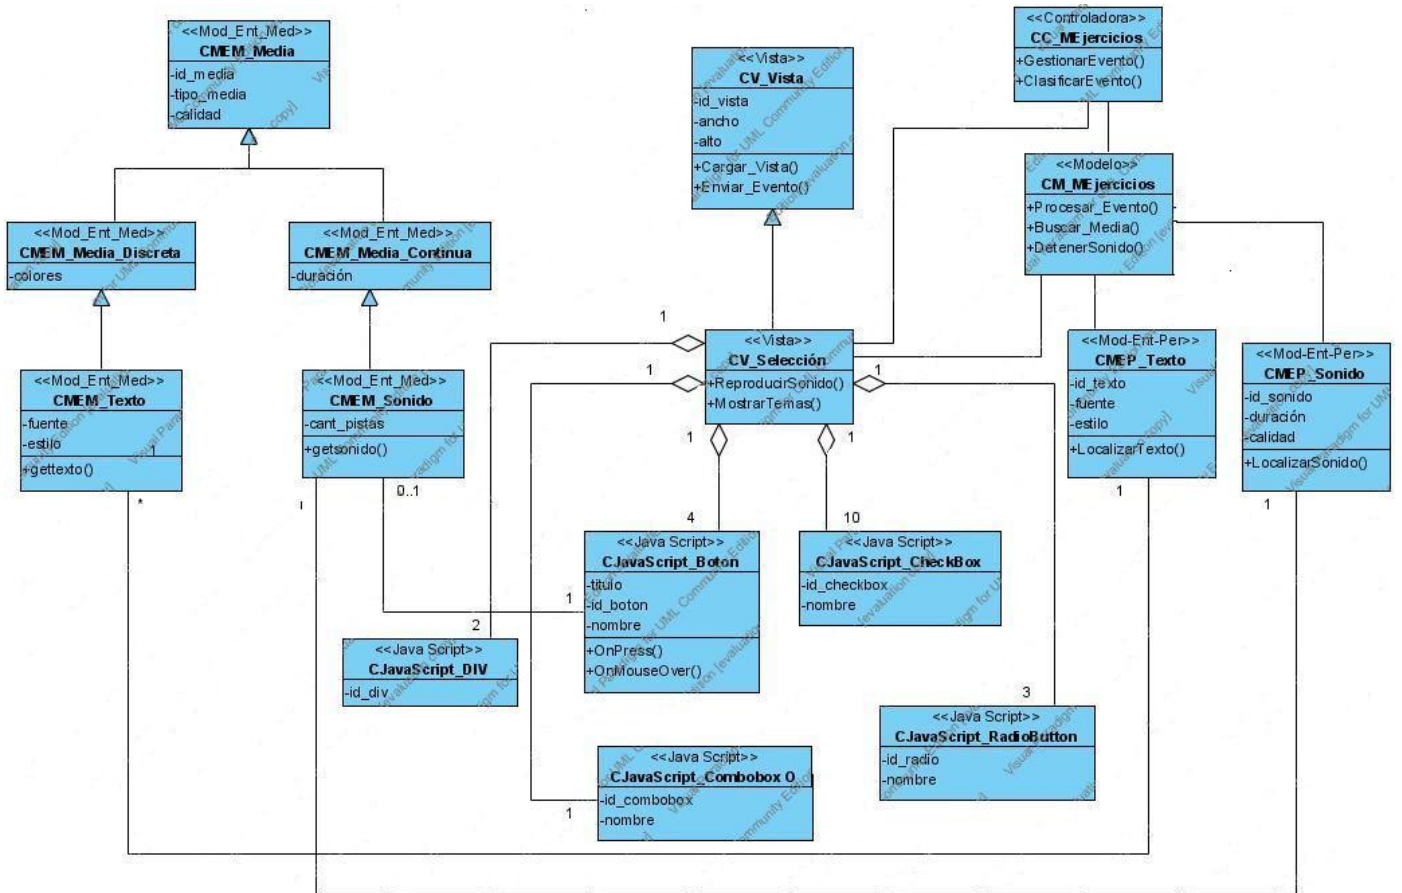 <<Mod_Ent_Med>>
CMEM_Media
-id_media
-tipo_media
-calidad
<<Vista>>
CV_Vista
-id_vista
-ancho
-alto
+Cargar_Vista()
+Enviar_Evento()
<<Controladora>>
CC_MEjercicios
+GestionarEvento()
+ClasificarEvento()
<<Modelo>>
CM_MEjercicios
+Procesar_Evento()
+Buscar_Media()
+DetenerSonido()
<<Mod_Ent_Med>>
CMEM_Media_Discreta
-colores
<<Mod_Ent_Med>>
CMEM_Media_Continua
-duración
<<Mod_Ent_Med>>
CMEM_Texto
-fuente
-estilo
1
+gettexto()
*
<<Mod_Ent_Med>>
CMEM_Sonido
-cant_pistas
+getsonido()
1
0..1
<<Vista>>
CV_Selección
+ReproducirSonido()
+MostrarTemas()
1
1
1
1
1
<<Mod-Ent-Per>>
CMEP_Texto
-id_texto
-fuente
-estilo
+LocalizarTexto()
1
<<Mod-Ent-Per>>
CMEP_Sonido
-id_sonido
-duración
-calidad
+LocalizarSonido()
1
4
<<Java Script>>
CJavaScript_Boton
-titulo
-id_boton
-nombre
+OnPress()
+OnMouseOver()
1
10
<<Java Script>>
CJavaScript_CheckBox
-id_checkbox
-nombre
2
<<Java Script>>
CJavaScript_DIV
-id_div
3
<<Java Script>>
CJavaScript_RadioButton
-id_radio
-nombre
<<Java Script>>
CJavaScript_Combobox O
-id_combobox
-nombre
1